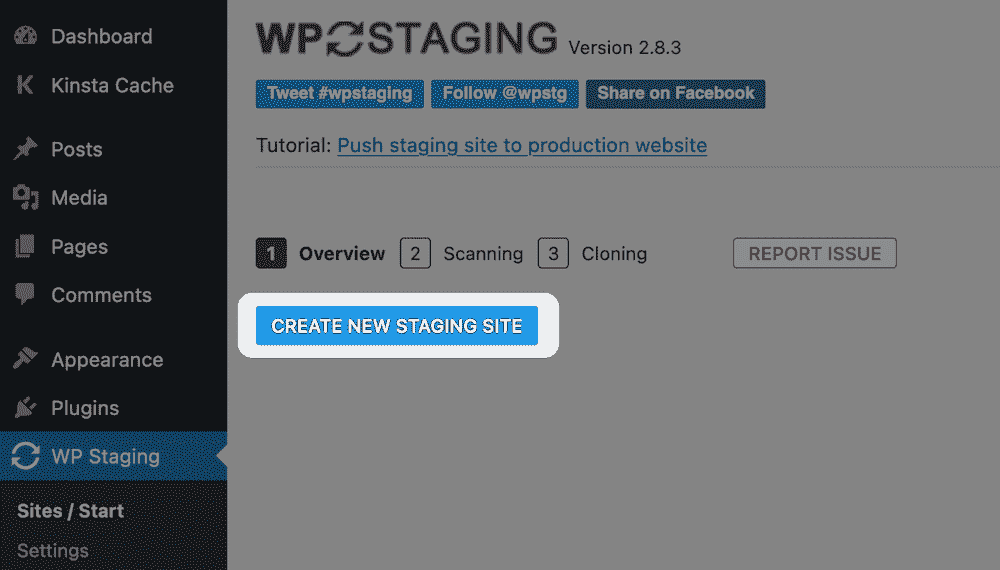 Dashboard
Kinsta Cache
Posts
Media
Pages
Comments
Appearance
Plugins
WP Staging
Sites / Start
Settings
WP STAGING Version 2.8.3
Tweet #wpstaging Follow @wpstg Share on Facebook
Tutorial: Push staging site to production website
1 Overview 2 Scanning 3 Cloning REPORT ISSUE
CREATE NEW STAGING SITE